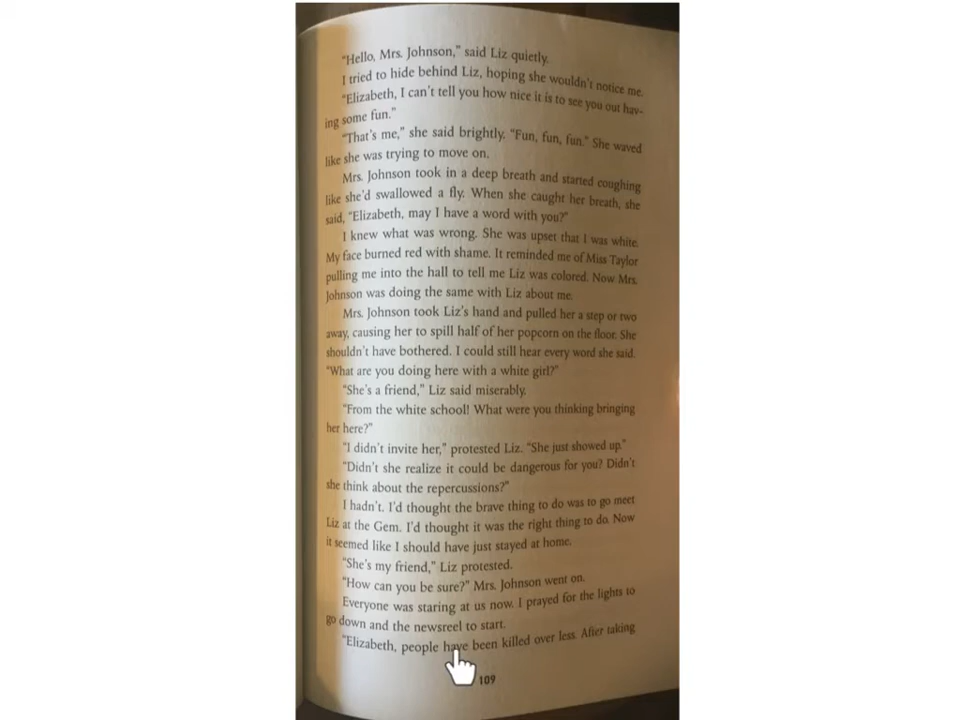 "Hello, Mrs. Johnson," said Liz quietly.
I tried to hide behind Liz, hoping she wouldn't notice me.
"Elizabeth, I can't tell you how nice it is to see you out hav-
ing some fun."
"That's me," she said brightly. "Fun, fun, fun." She waved
like she was trying to move on.
Mrs. Johnson took in a deep breath and started coughing
like she'd swallowed a fly. When she caught her breath, she
said, "Elizabeth, may I have a word with you?"
I knew what was wrong. She was upset that I was white.
My face burned red with shame. It reminded me of Miss Taylor
pulling me into the hall to tell me Liz was colored. Now Mrs.
Johnson was doing the same with Liz about me.
Mrs. Johnson took Liz's hand and pulled her a step or two
away, causing her to spill half of her popcorn on the floor. She
shouldn't have bothered. I could still hear every word she said.
"What are you doing here with a white girl?"
"She's a friend," Liz said miserably.
"From the white school! What were you thinking bringing
her here?"
"I didn't invite her," protested Liz. "She just showed up."
"Didn't she realize it could be dangerous for you? Didn't
she think about the repercussions?"
I hadn't. I'd thought the brave thing to do was to go meet
Liz at the Gem. I'd thought it was the right thing to do. Now
it seemed like I should have just stayed at home.
"She's my friend," Liz protested.
"How can you be sure?" Mrs. Johnson went on.
Everyone was staring at us now. I prayed for the lights to
go down and the newsreel to start.
"Elizabeth, people have been killed over less. After taking
109